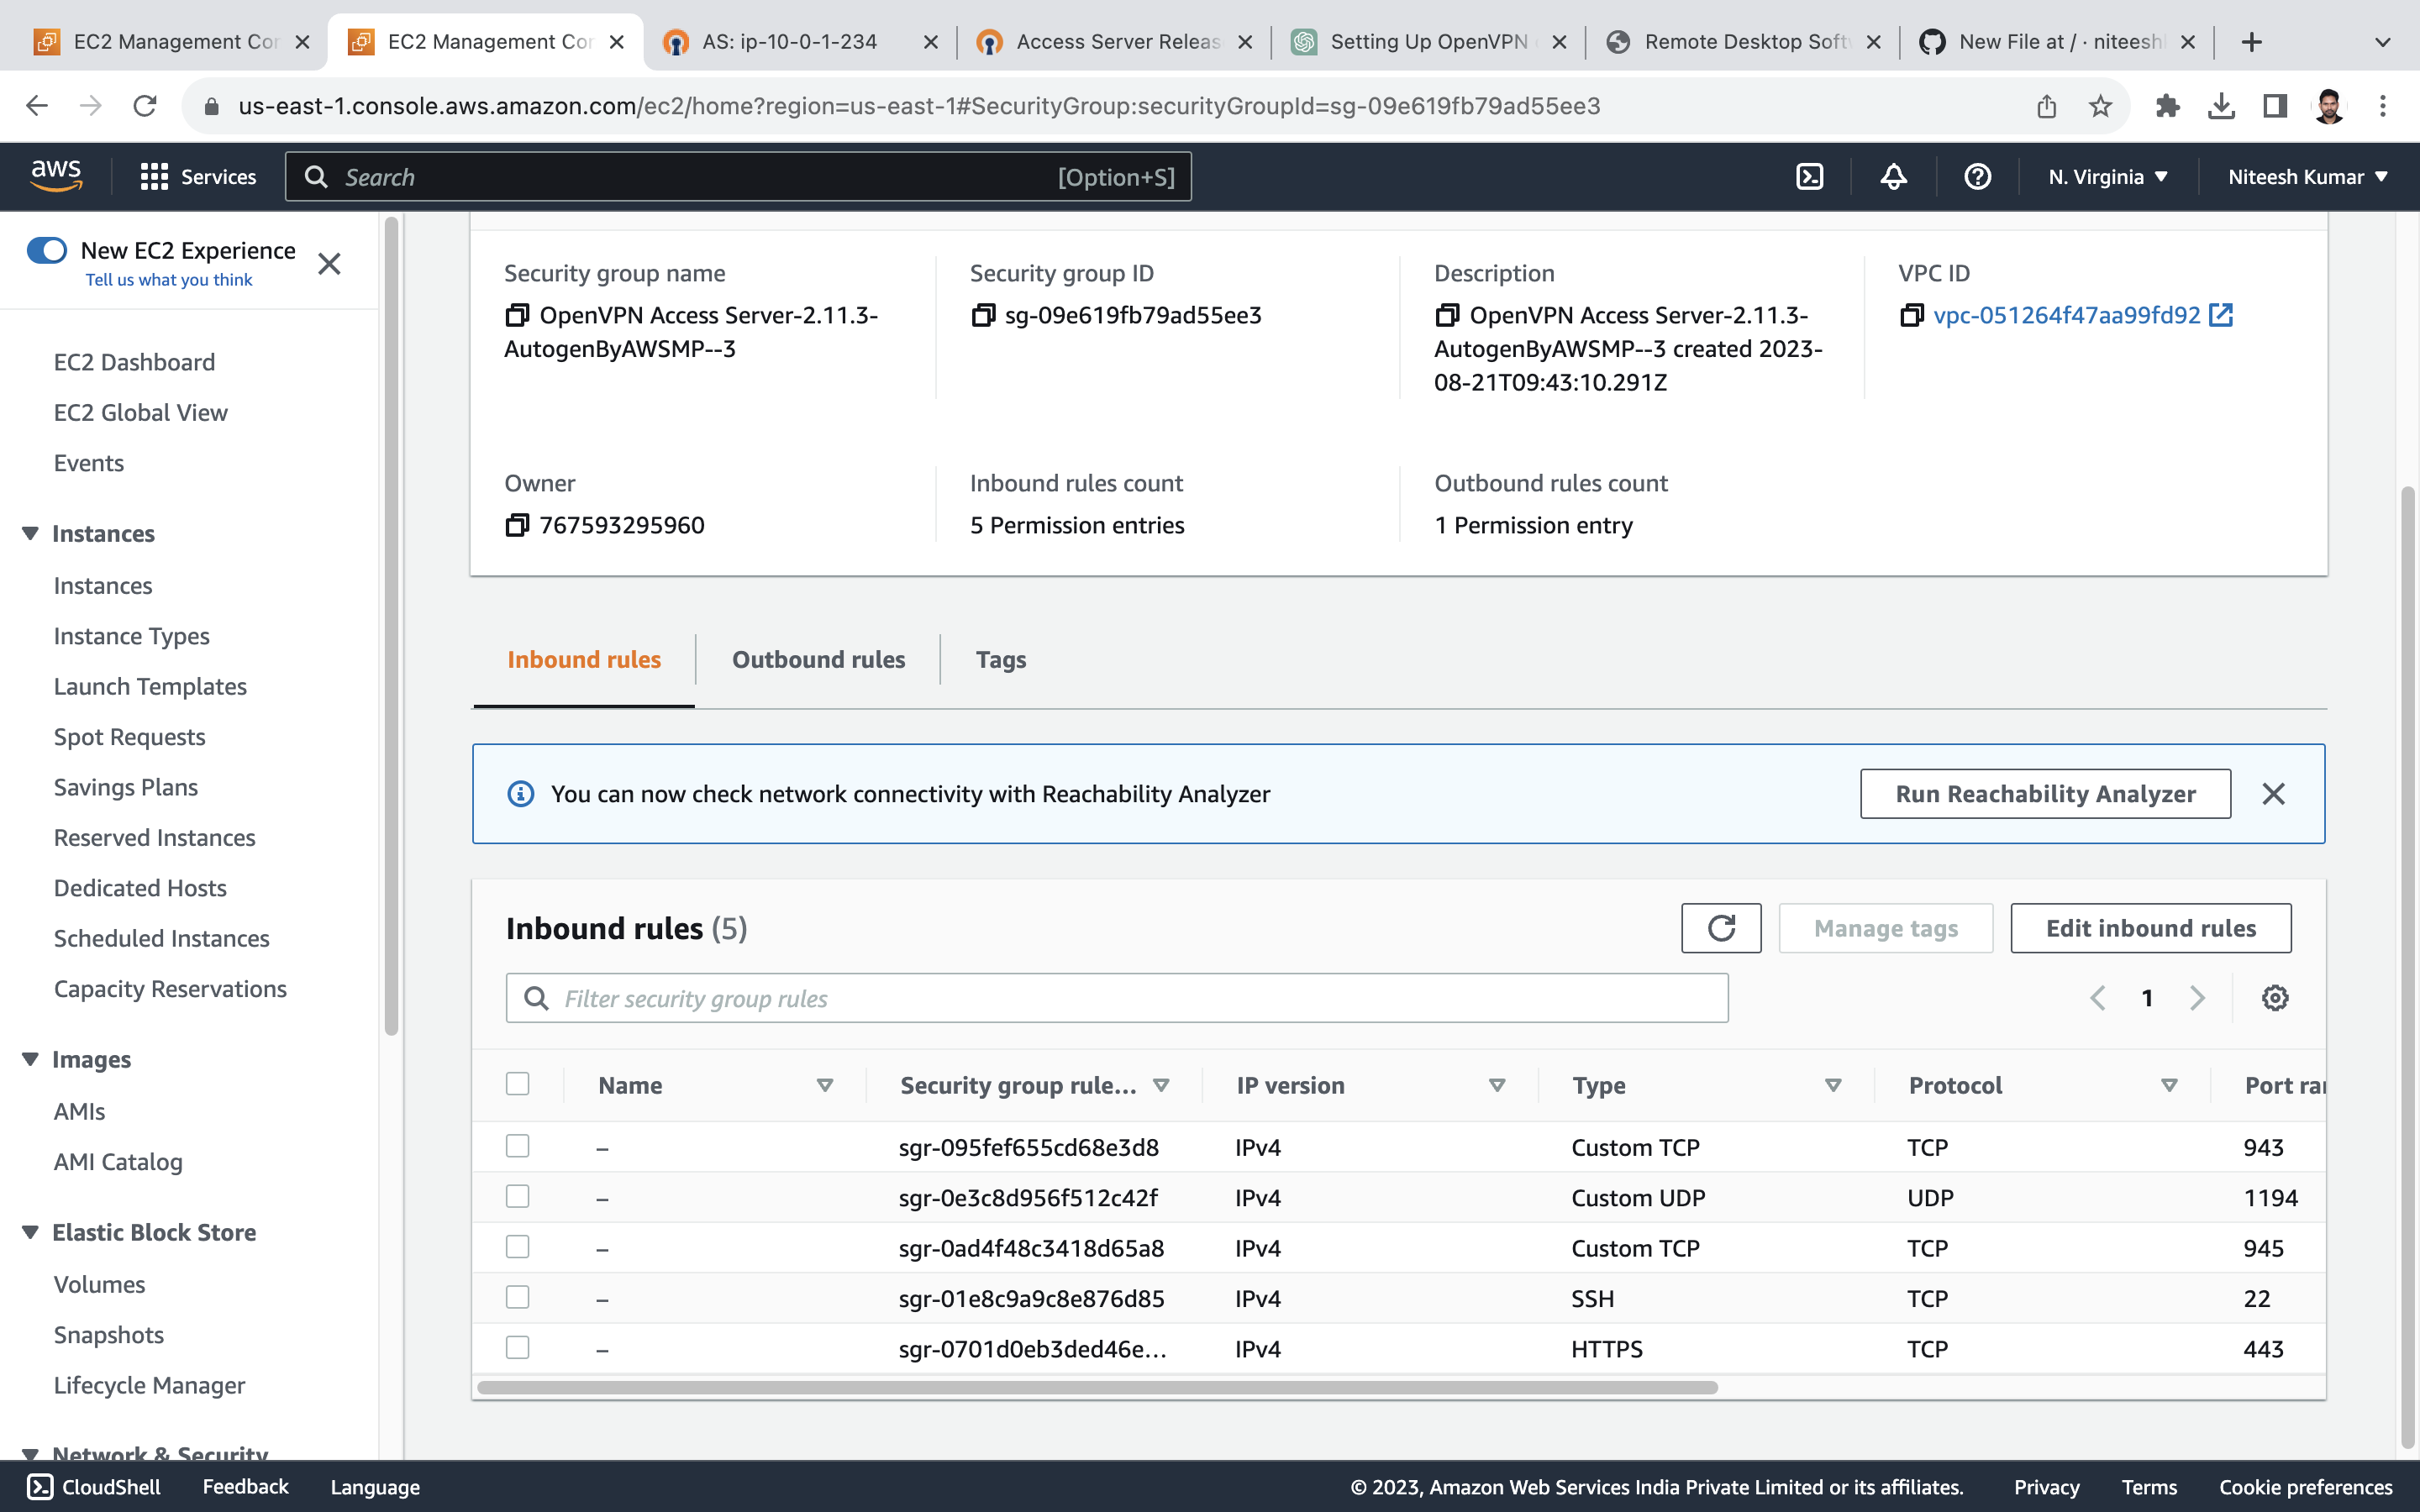 EC2 Management Con
EC2 Management Con
AS: ip-10-0-1-234
Access Server Releas
Setting Up OpenVPN
Remote Desktop Soft
New File at / · niteesh
us-east-1.console.aws.amazon.com/ec2/home?region=us-east-1#SecurityGroup:securityGroupId=sg-09e619fb79ad55ee3
aws
Services
Search
[Option+S]
N. Virginia
Niteesh Kumar
New EC2 Experience
Tell us what you think
EC2 Dashboard
EC2 Global View
Events
Instances
Instances
Instance Types
Launch Templates
Spot Requests
Savings Plans
Reserved Instances
Dedicated Hosts
Scheduled Instances
Capacity Reservations
Images
AMIs
AMI Catalog
Elastic Block Store
Volumes
Snapshots
Lifecycle Manager
Network & Security
Security group name
OpenVPN Access Server-2.11.3-
AutogenByAWSMP--3
Security group ID
sg-09e619fb79ad55ee3
Description
OpenVPN Access Server-2.11.3-
AutogenByAWSMP--3 created 2023-
08-21T09:43:10.291Z
VPC ID
vpc-051264f47aa99fd92
Owner
767593295960
Inbound rules count
5 Permission entries
Outbound rules count
1 Permission entry
Inbound rules
Outbound rules
Tags
You can now check network connectivity with Reachability Analyzer
Run Reachability Analyzer
Inbound rules (5)
Manage tags
Edit inbound rules
Filter security group rules
1
Name Security group rule... IP version Type Protocol Port ran
– sgr-095fef655cd68e3d8 IPv4 Custom TCP TCP 943
– sgr-0e3c8d956f512c42f IPv4 Custom UDP UDP 1194
– sgr-0ad4f48c3418d65a8 IPv4 Custom TCP TCP 945
– sgr-01e8c9a9c8e876d85 IPv4 SSH TCP 22
– sgr-0701d0eb3ded46e... IPv4 HTTPS TCP 443
CloudShell
Feedback
Language
© 2023, Amazon Web Services India Private Limited or its affiliates.
Privacy
Terms
Cookie preferences